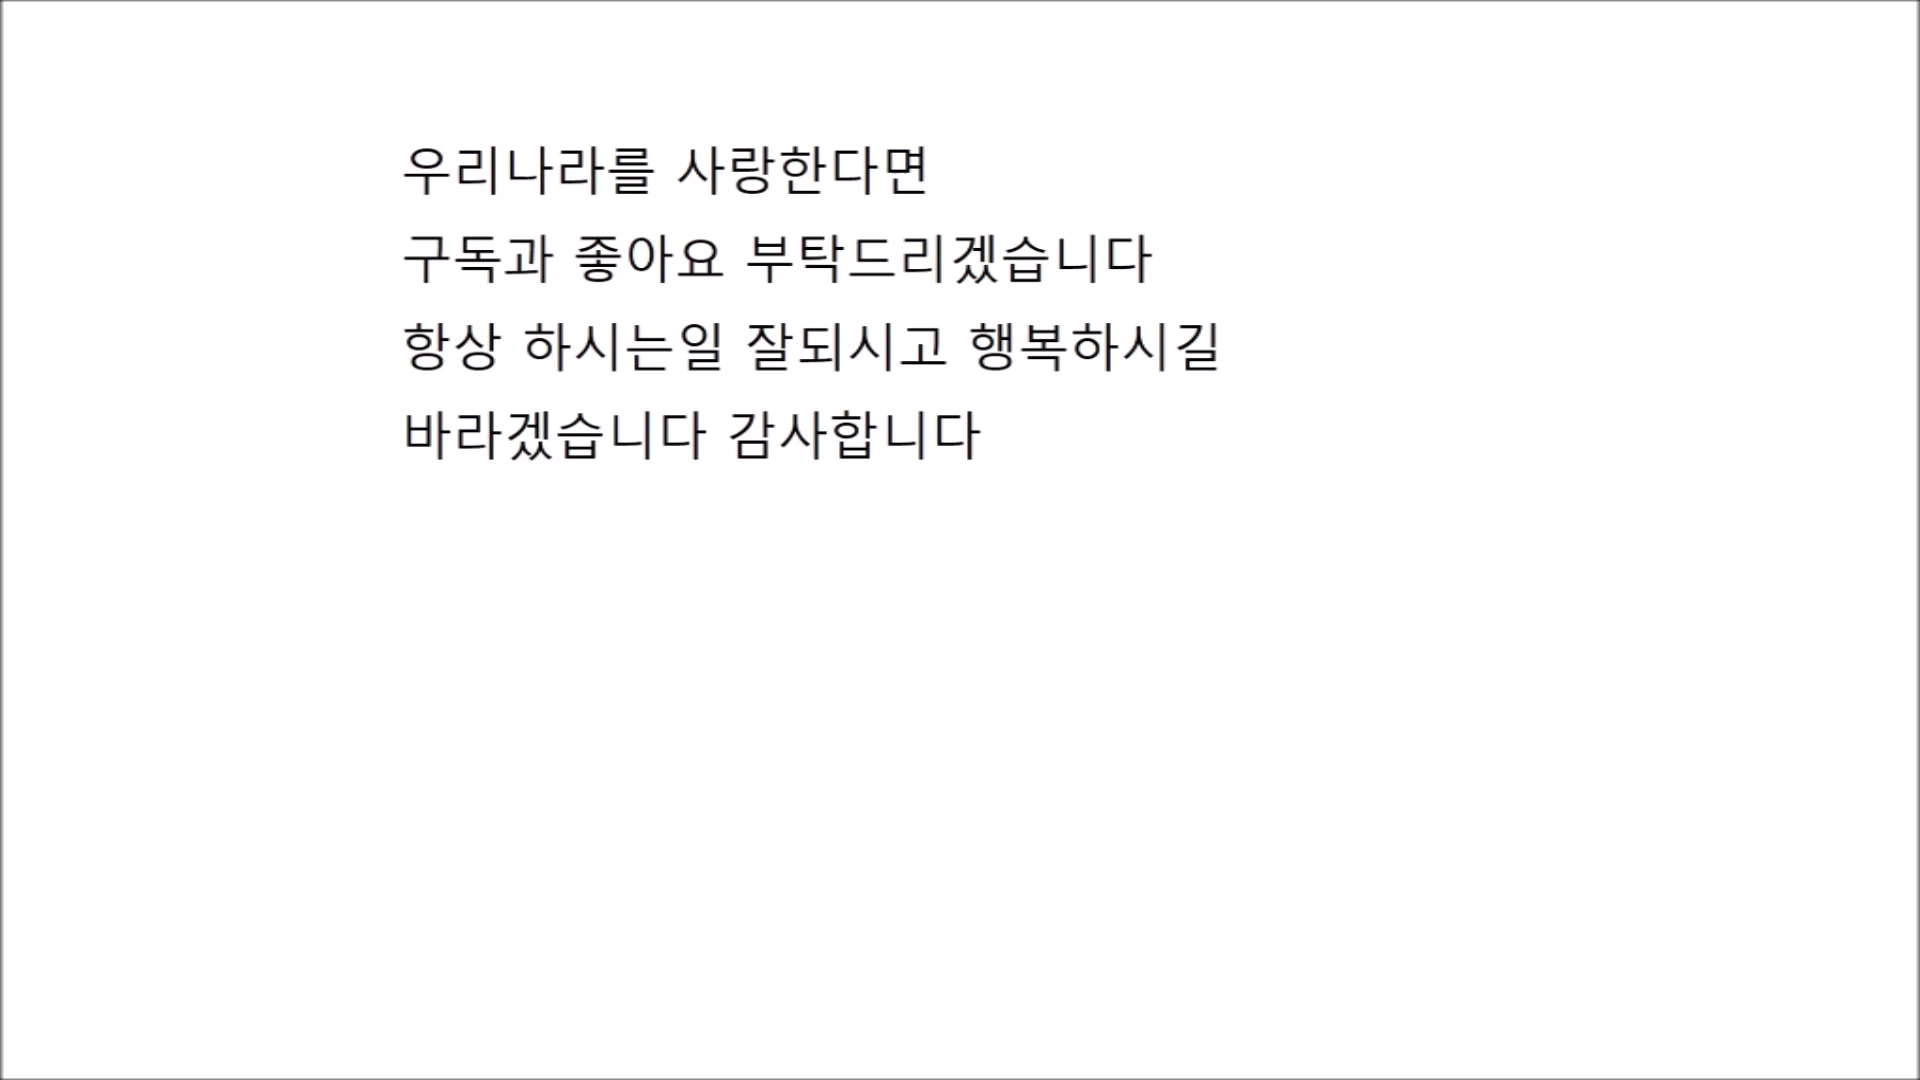 우리나라를 사랑한다면
구독과 좋아요 부탁드리겠습니다
항상 하시는일 잘되시고 행복하시길
바라겠습니다 감사합니다